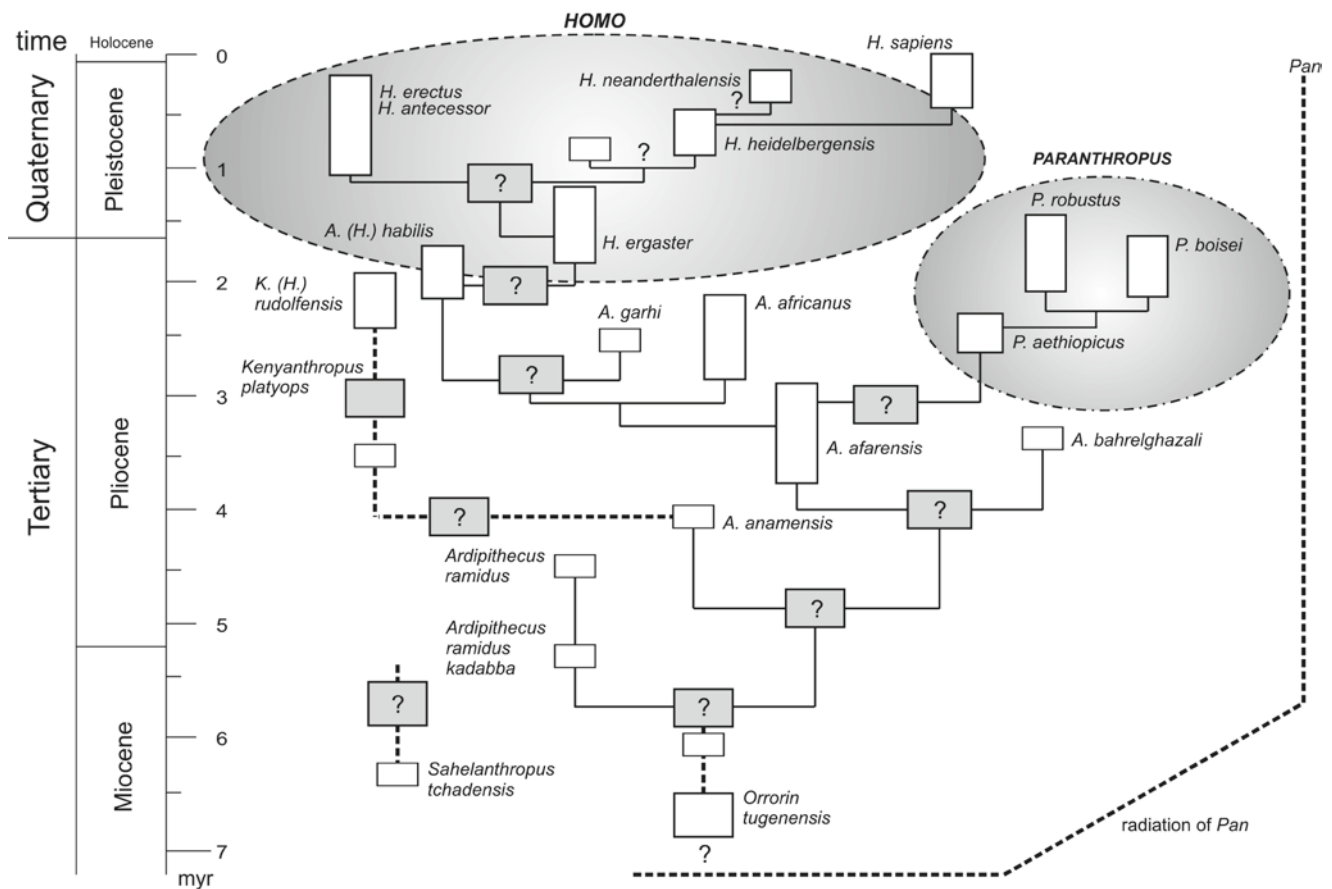 HOMO
time
Holocene
0
H. sapiens
Pan
H. neanderthalensis
?
H. erectus
H. antecessor
Quaternary
Pleistocene
?
H. heidelbergensis
1
?
PARANTHROPUS
P. robustus
A. (H.) habilis
H. ergaster
P. boisei
K. (H.)
rudolfensis
?
2
A. garhi
A. africanus
P. aethiopicus
Kenyanthropus
platyops
?
3
?
Tertiary
Pliocene
A. afarensis
A. bahrelghazali
4
?
A. anamensis
?
Ardipithecus
ramidus
?
5
Ardipithecus
ramidus
kadabba
Miocene
?
?
6
Sahelanthropus
tchadensis
Orrorin
tugenensis
radiation of Pan
7
?
myr